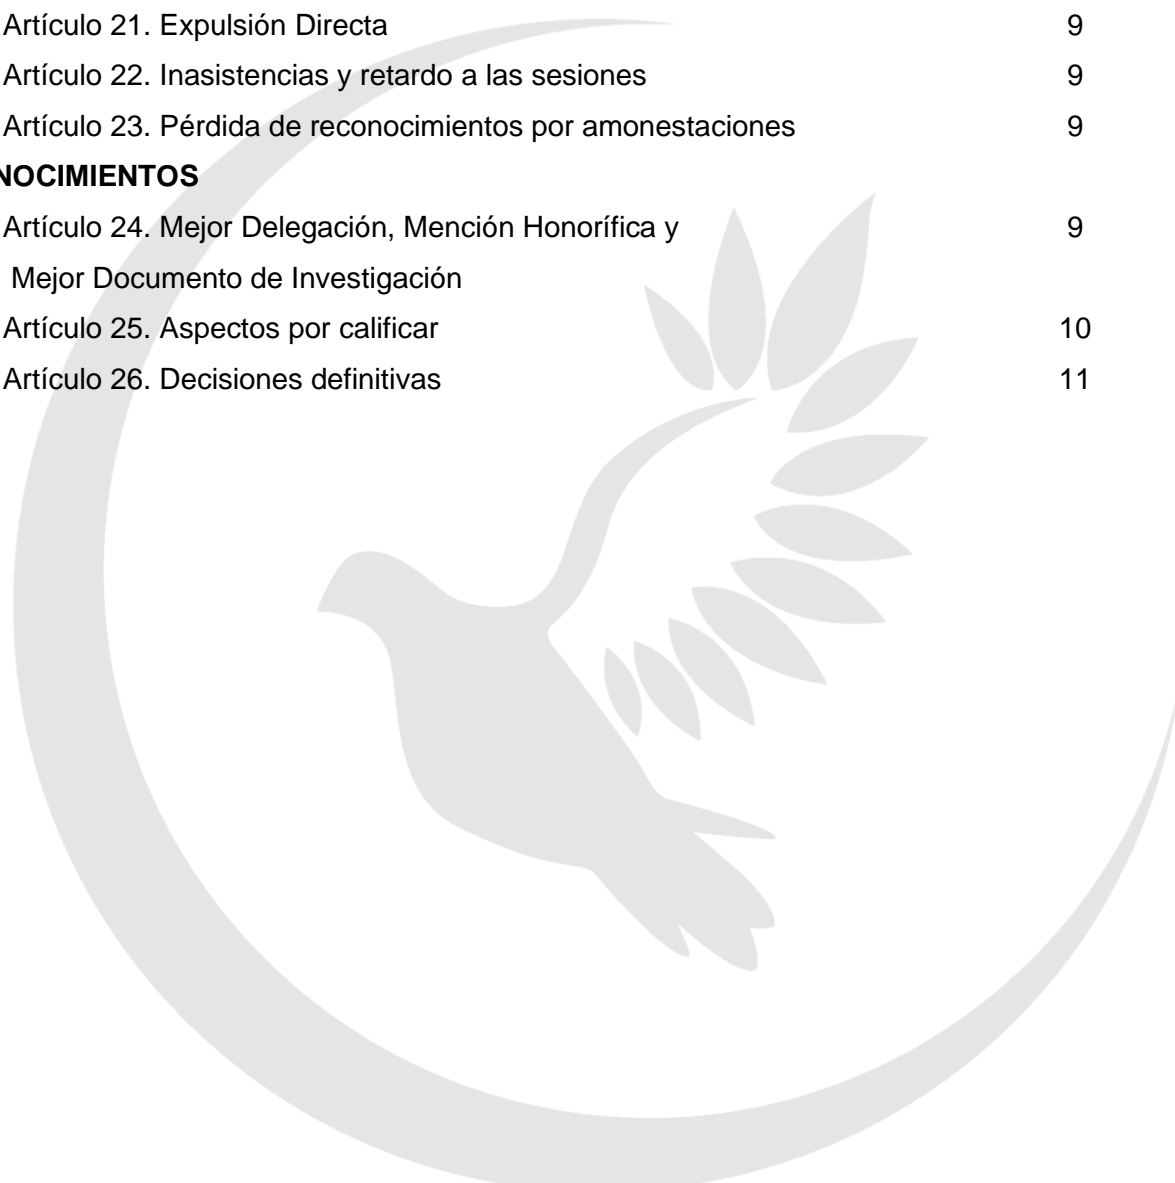 Artículo 21. Expulsión Directa 9
Artículo 22. Inasistencias y retardo a las sesiones 9
Artículo 23. Pérdida de reconocimientos por amonestaciones 9
NOCIMIENTOS
Artículo 24. Mejor Delegación, Mención Honorífica y 9
Mejor Documento de Investigación
Artículo 25. Aspectos por calificar 10
Artículo 26. Decisiones definitivas 11